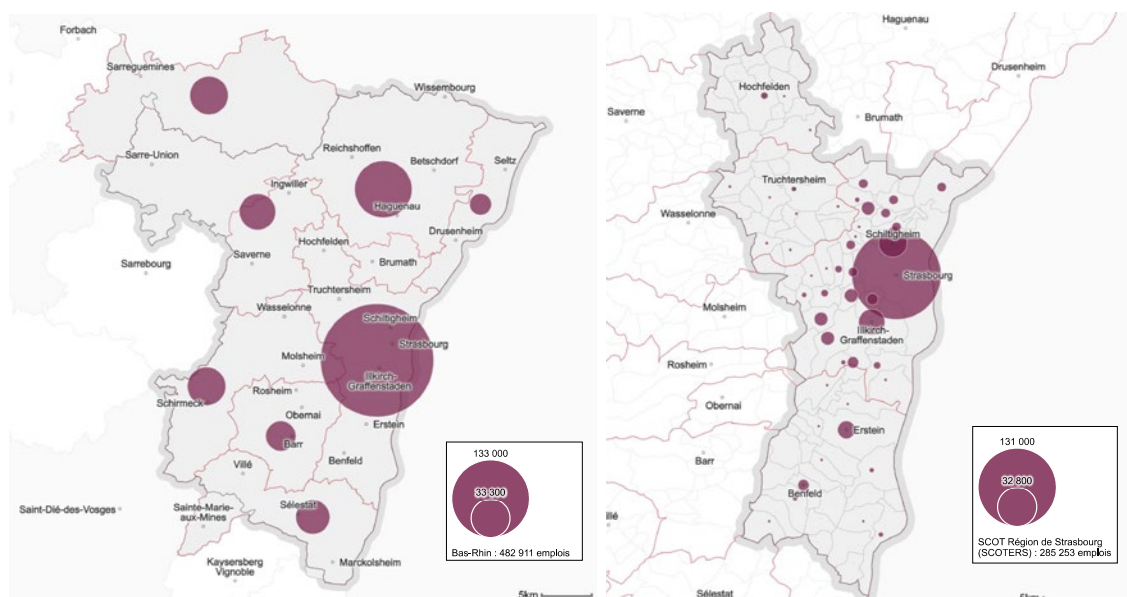 Forbach
Sarreguemines
Wissembourg
Reichshoffen
Sarre-Union
Betschdorf
Seltz
Ingwiller
Haguenau
Drusenheim
Hochfelden
Saverne
Brumath
Sarrebourg
Truchtersheim
Wasselonne
Schiltigheim
Strasbourg
Molsheim
Illkirch-
Graffenstaden
Rosheim
Schirmeck
Obernai
Erstein
Barr
Benfeld
Villé
Sélestat
Saint-Dié-des-Vosges
Sainte-Marie-
aux-Mines
Marckolsheim
Kaysersberg
Vignoble
133 000
33 300
Bas-Rhin : 482 911 emplois
5km
Haguenau
Drusenheim
Hochfelden
Saverne
Brumath
Truchtersheim
Wasselonne
Schiltigheim
Strasbourg
Molsheim
Illkirch-
Graffenstaden
Rosheim
Obernai
Erstein
Barr
Benfeld
Sélestat
131 000
32 800
SCOT Région de Strasbourg
(SCOTERS) : 285 253 emplois